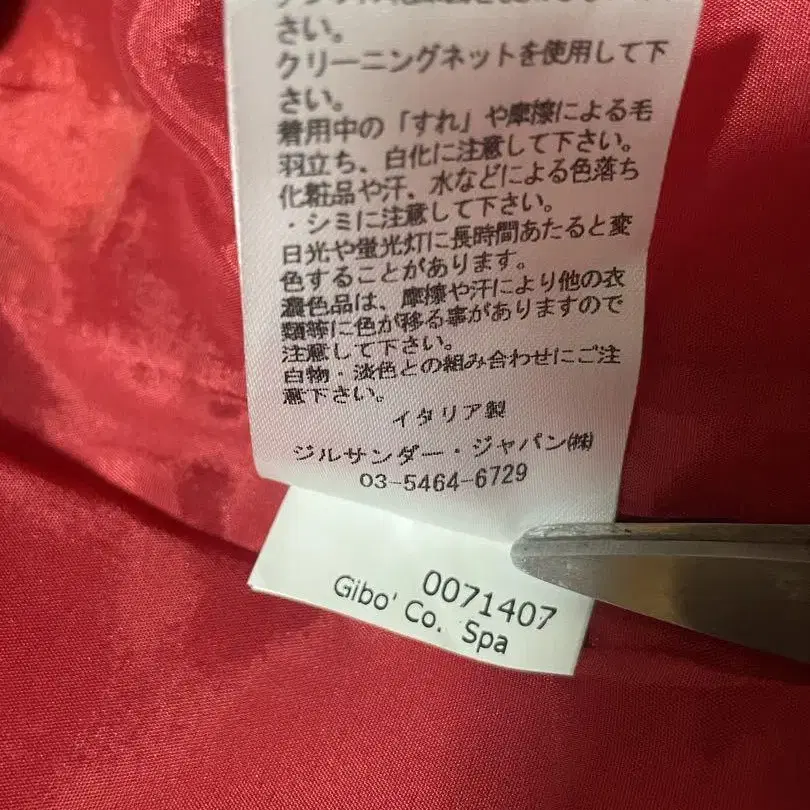 さい。
クリーニングネットを使用して下
さい。
着用中の「すれ」や摩擦による毛
羽立ち、白化に注意して下さい。
化粧品や汗、水などによる色落ち
・シミに注意して下さい。
日光や蛍光灯に長時間あたると変
色することがあります。
濃色品は、摩擦や汗により他の衣
類等に色が移る事がありますので
注意して下さい。
白物・淡色との組み合わせにご注
意下さい。
イタリア製
ジルサンダー・ジャパン㈱
03-5464-6729
0071407
Gibo' Co. Spa